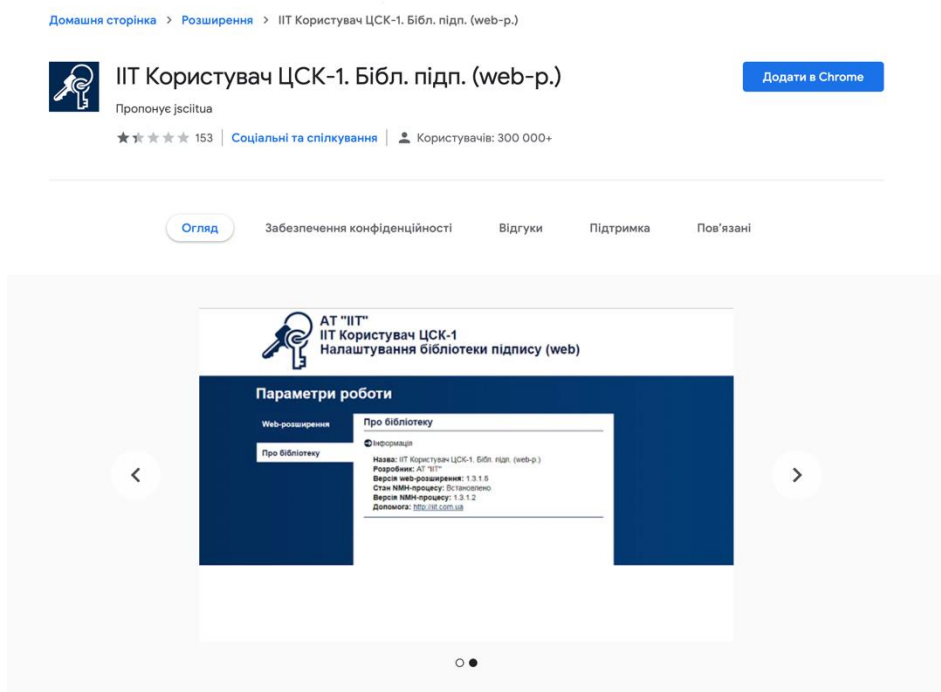 Домашня сторінка > Розширення > ІІТ Користувач ЦСК-1. Бібл. підп. (web-р.)
ІІТ Користувач ЦСК-1. Бібл. підп. (web-р.)
Додати в Chrome
Пропонує jsciitua
153 | Соціальні та спілкування | Користувачів: 300 000+
Огляд Забезпечення конфіденційності Відгуки Підтримка Пов'язані
АТ "ІІТ"
ІІТ Користувач ЦСК-1
Налаштування бібліотеки підпису (web)
Параметри роботи
Web-розширення
Про бібліотеку
Про бібліотеку
Інформація
Назва: ІІТ Користувач ЦСК-1. Бібл. підп. (web-р.)
Розробник: АТ "ІІТ"
Версія web-розширення: 1.3.1.5
Стан NMH-процесу: Встановлено
Версія NMH-процесу: 1.3.1.2
Допомога: http://iit.com.ua